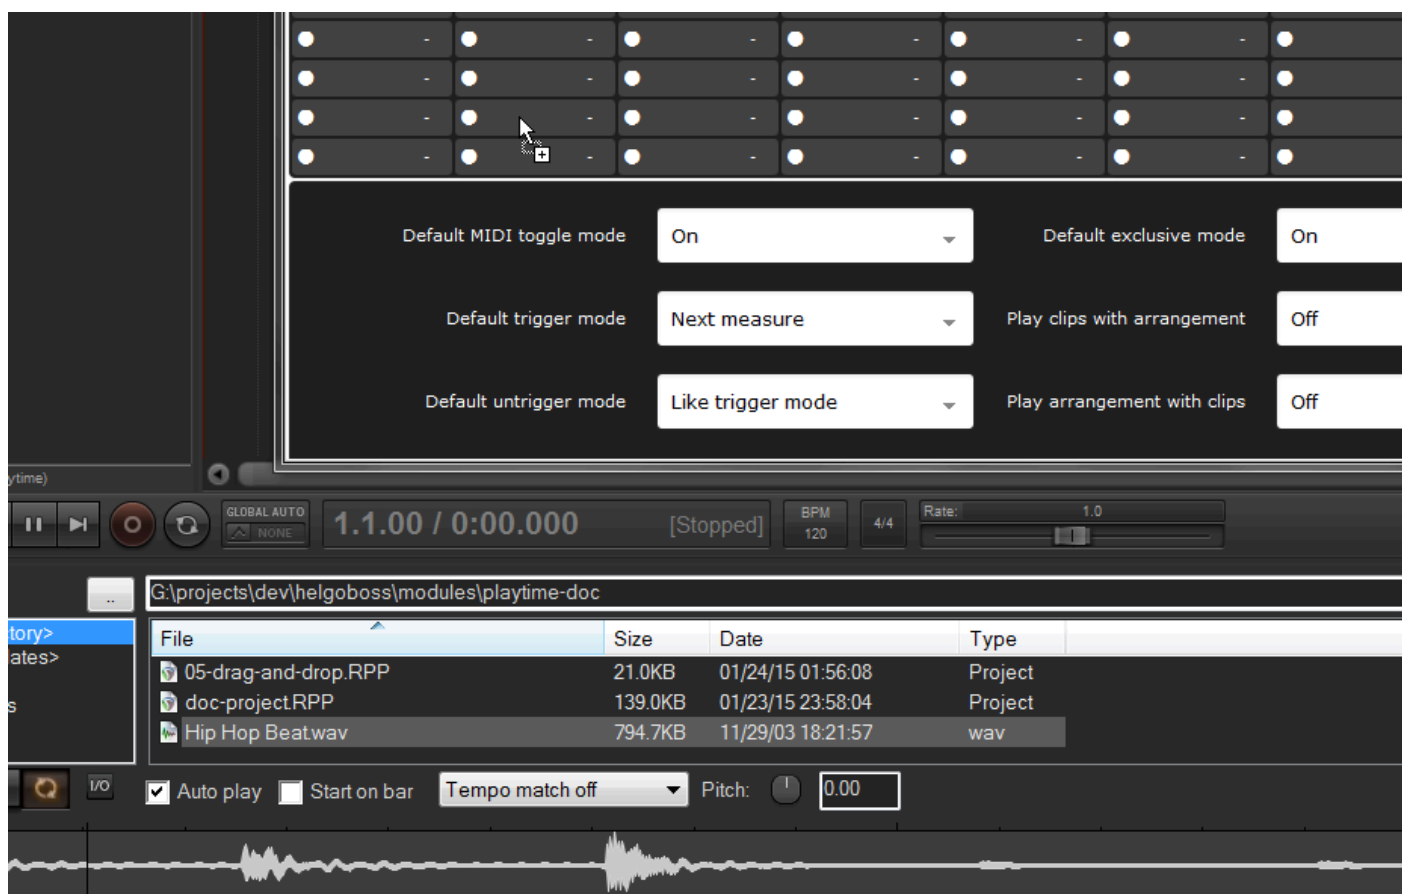 - - - - - -
- - - - - -
- - - - - -
- - - - - -
Default MIDI toggle mode On Default exclusive mode On
Default trigger mode Next measure Play clips with arrangement Off
Default untrigger mode Like trigger mode Play arrangement with clips Off
ytime)
GLOBAL AUTO
NONE
1.1.00 / 0:00.000 [Stopped]
BPM
120
4/4
Rate: 1.0
.. G:\projects\dev\helgoboss\modules\playtime-doc
tory>
lates>
s
File Size Date Type
05-drag-and-drop.RPP 21.0KB 01/24/15 01:56:08 Project
doc-project.RPP 139.0KB 01/23/15 23:58:04 Project
Hip Hop Beat.wav 794.7KB 11/29/03 18:21:57 wav
I/O Auto play Start on bar Tempo match off Pitch: 0.00